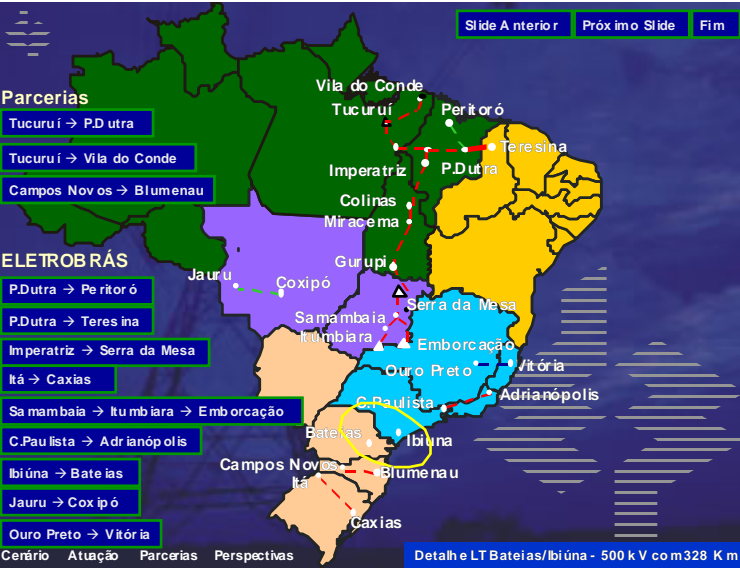 Slide Anterior
Próximo Slide
Fim
Parcerias
Tucuruí → P.Dutra
Tucuruí → Vila do Conde
Campos Novos → Blumenau
ELETROBRÁS
P.Dutra → Peritoró
P.Dutra → Teresina
Imperatriz → Serra da Mesa
Itá → Caxias
Samambaia → Itumbiara → Emborcação
C.Paulista → Adrianópolis
Ibiúna → Bateias
Jauru → Coxipó
Ouro Preto → Vitória
Vila do Conde
Tucuruí
Peritoró
Teresina
Imperatriz
P.Dutra
Colinas
Miracema
Gurupi
Jauru
Coxipó
Serra da Mesa
Samambaia
Itumbiara
Emborcação
Ouro Preto
Vitória
Adrianópolis
C.Paulista
Bateias
Ibiúna
Campos Novos
Blumenau
Itá
Caxias
Cenário Atuação Parcerias Perspectivas
Detalhe LT Bateias/Ibiúna - 500 kV com 328 Km